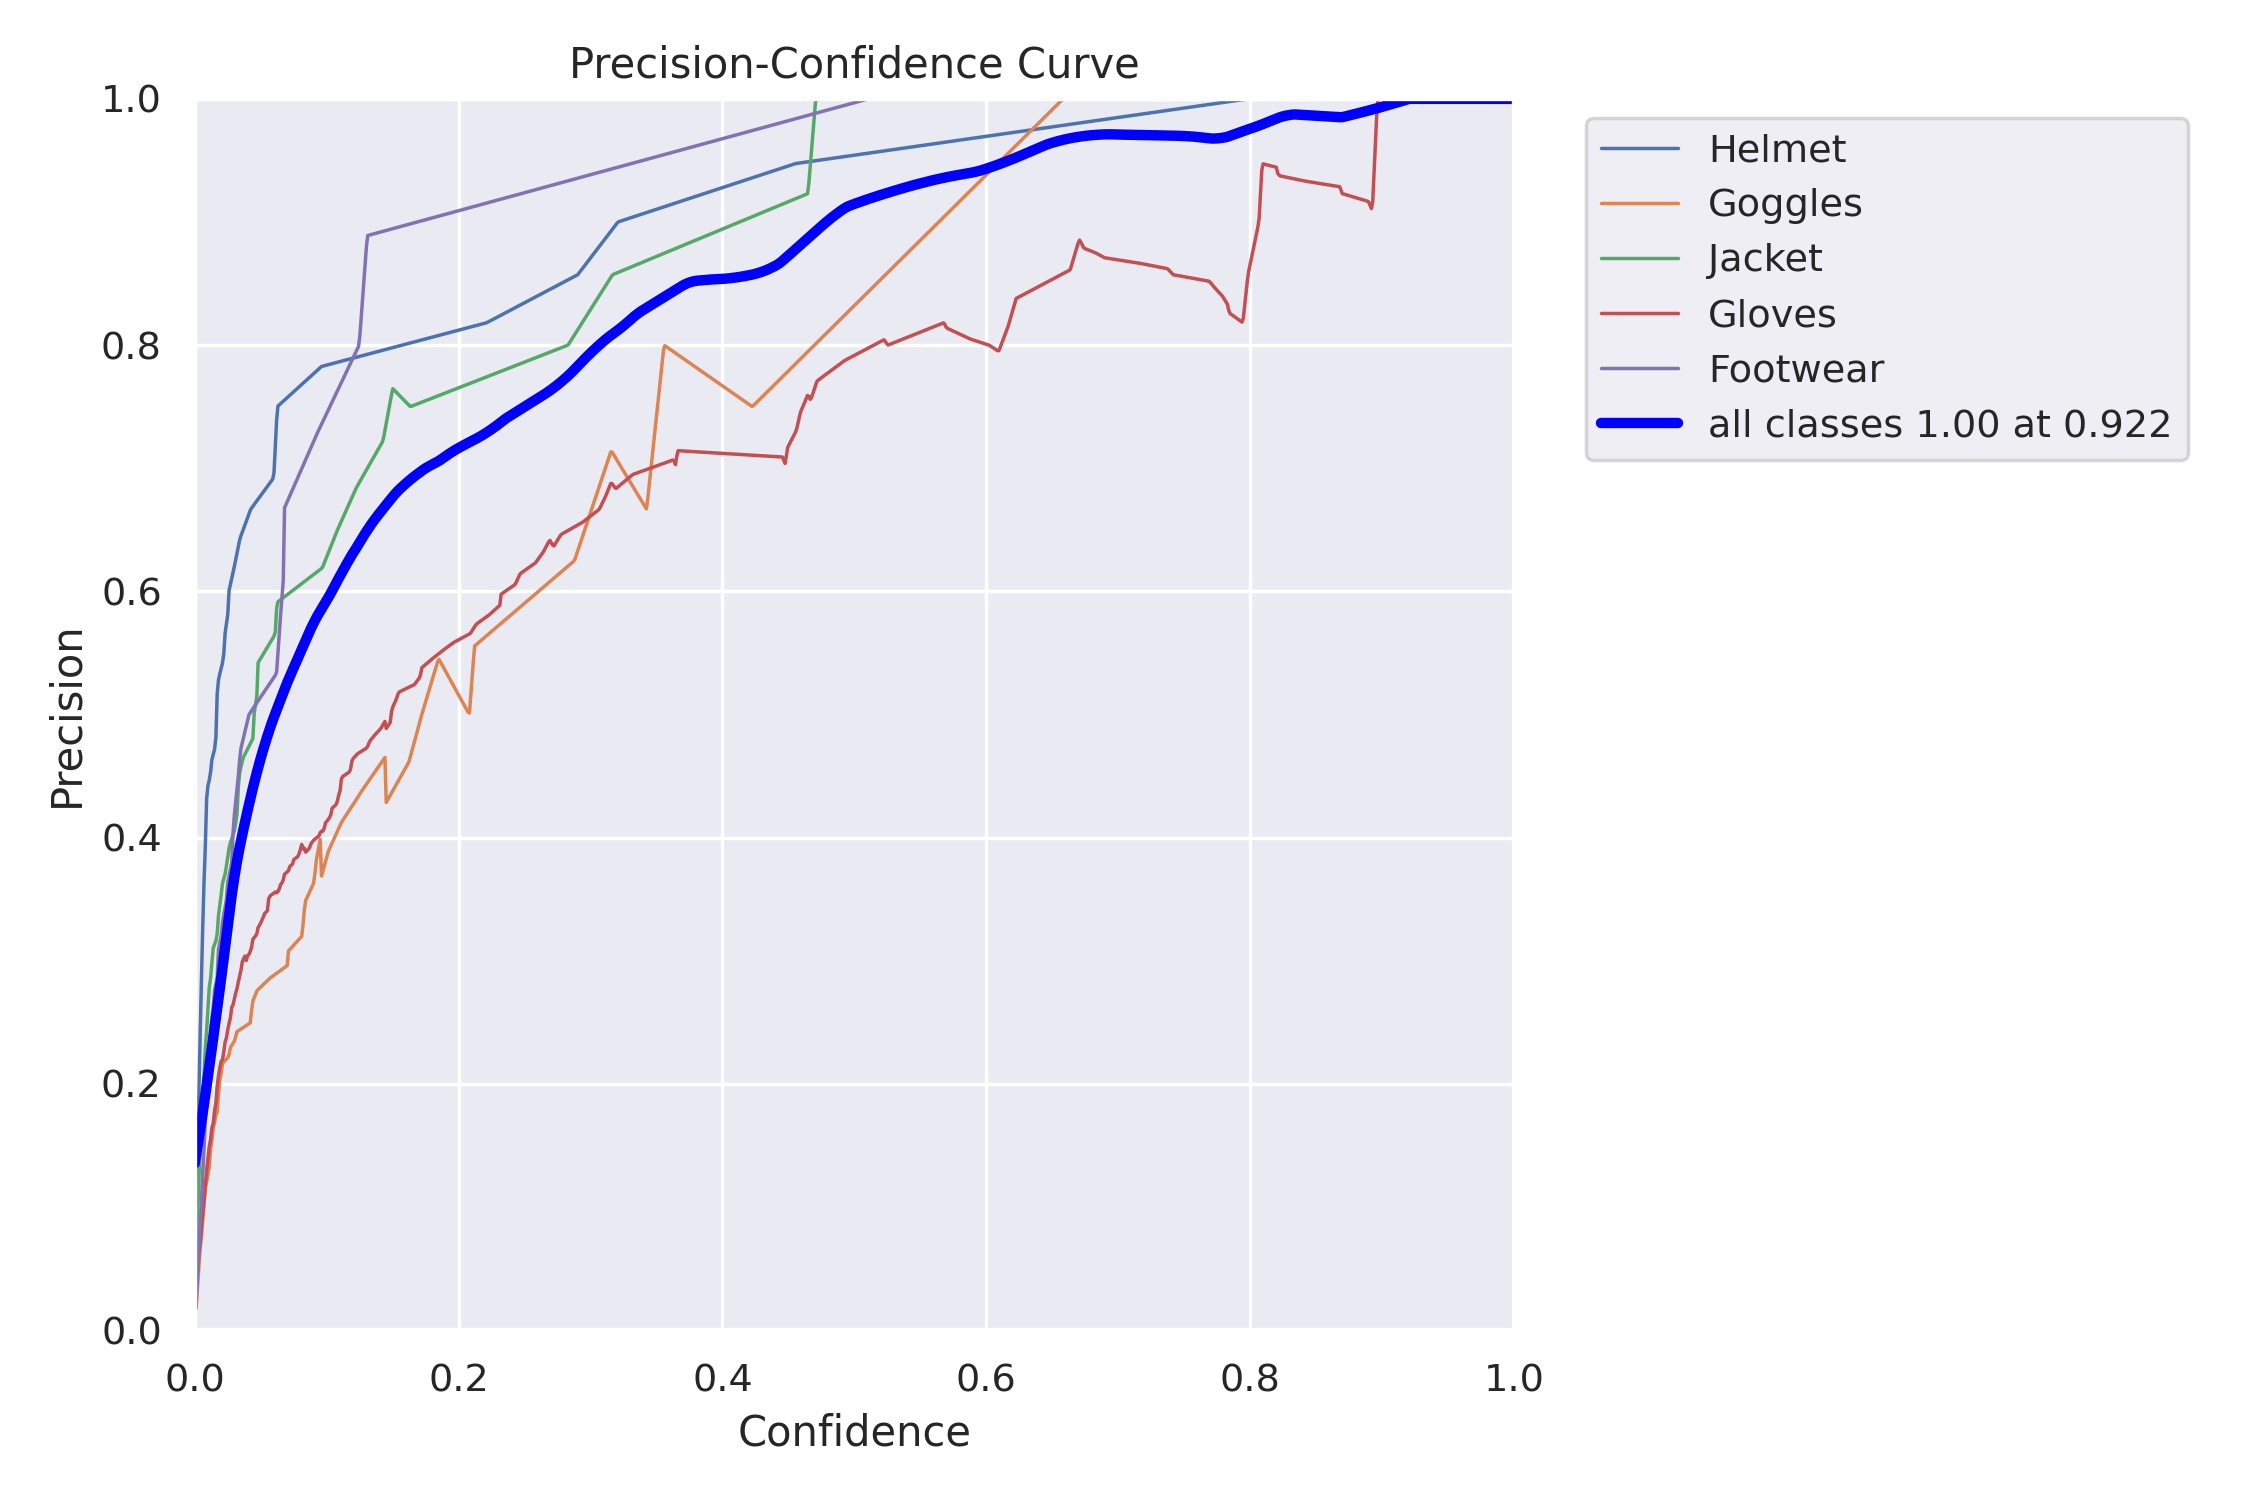 Precision-Confidence Curve
1.0
0.8
0.6
0.4
0.2
0.0
Precision
0.0 0.2 0.4 0.6 0.8 1.0
Confidence
Helmet
Goggles
Jacket
Gloves
Footwear
all classes 1.00 at 0.922